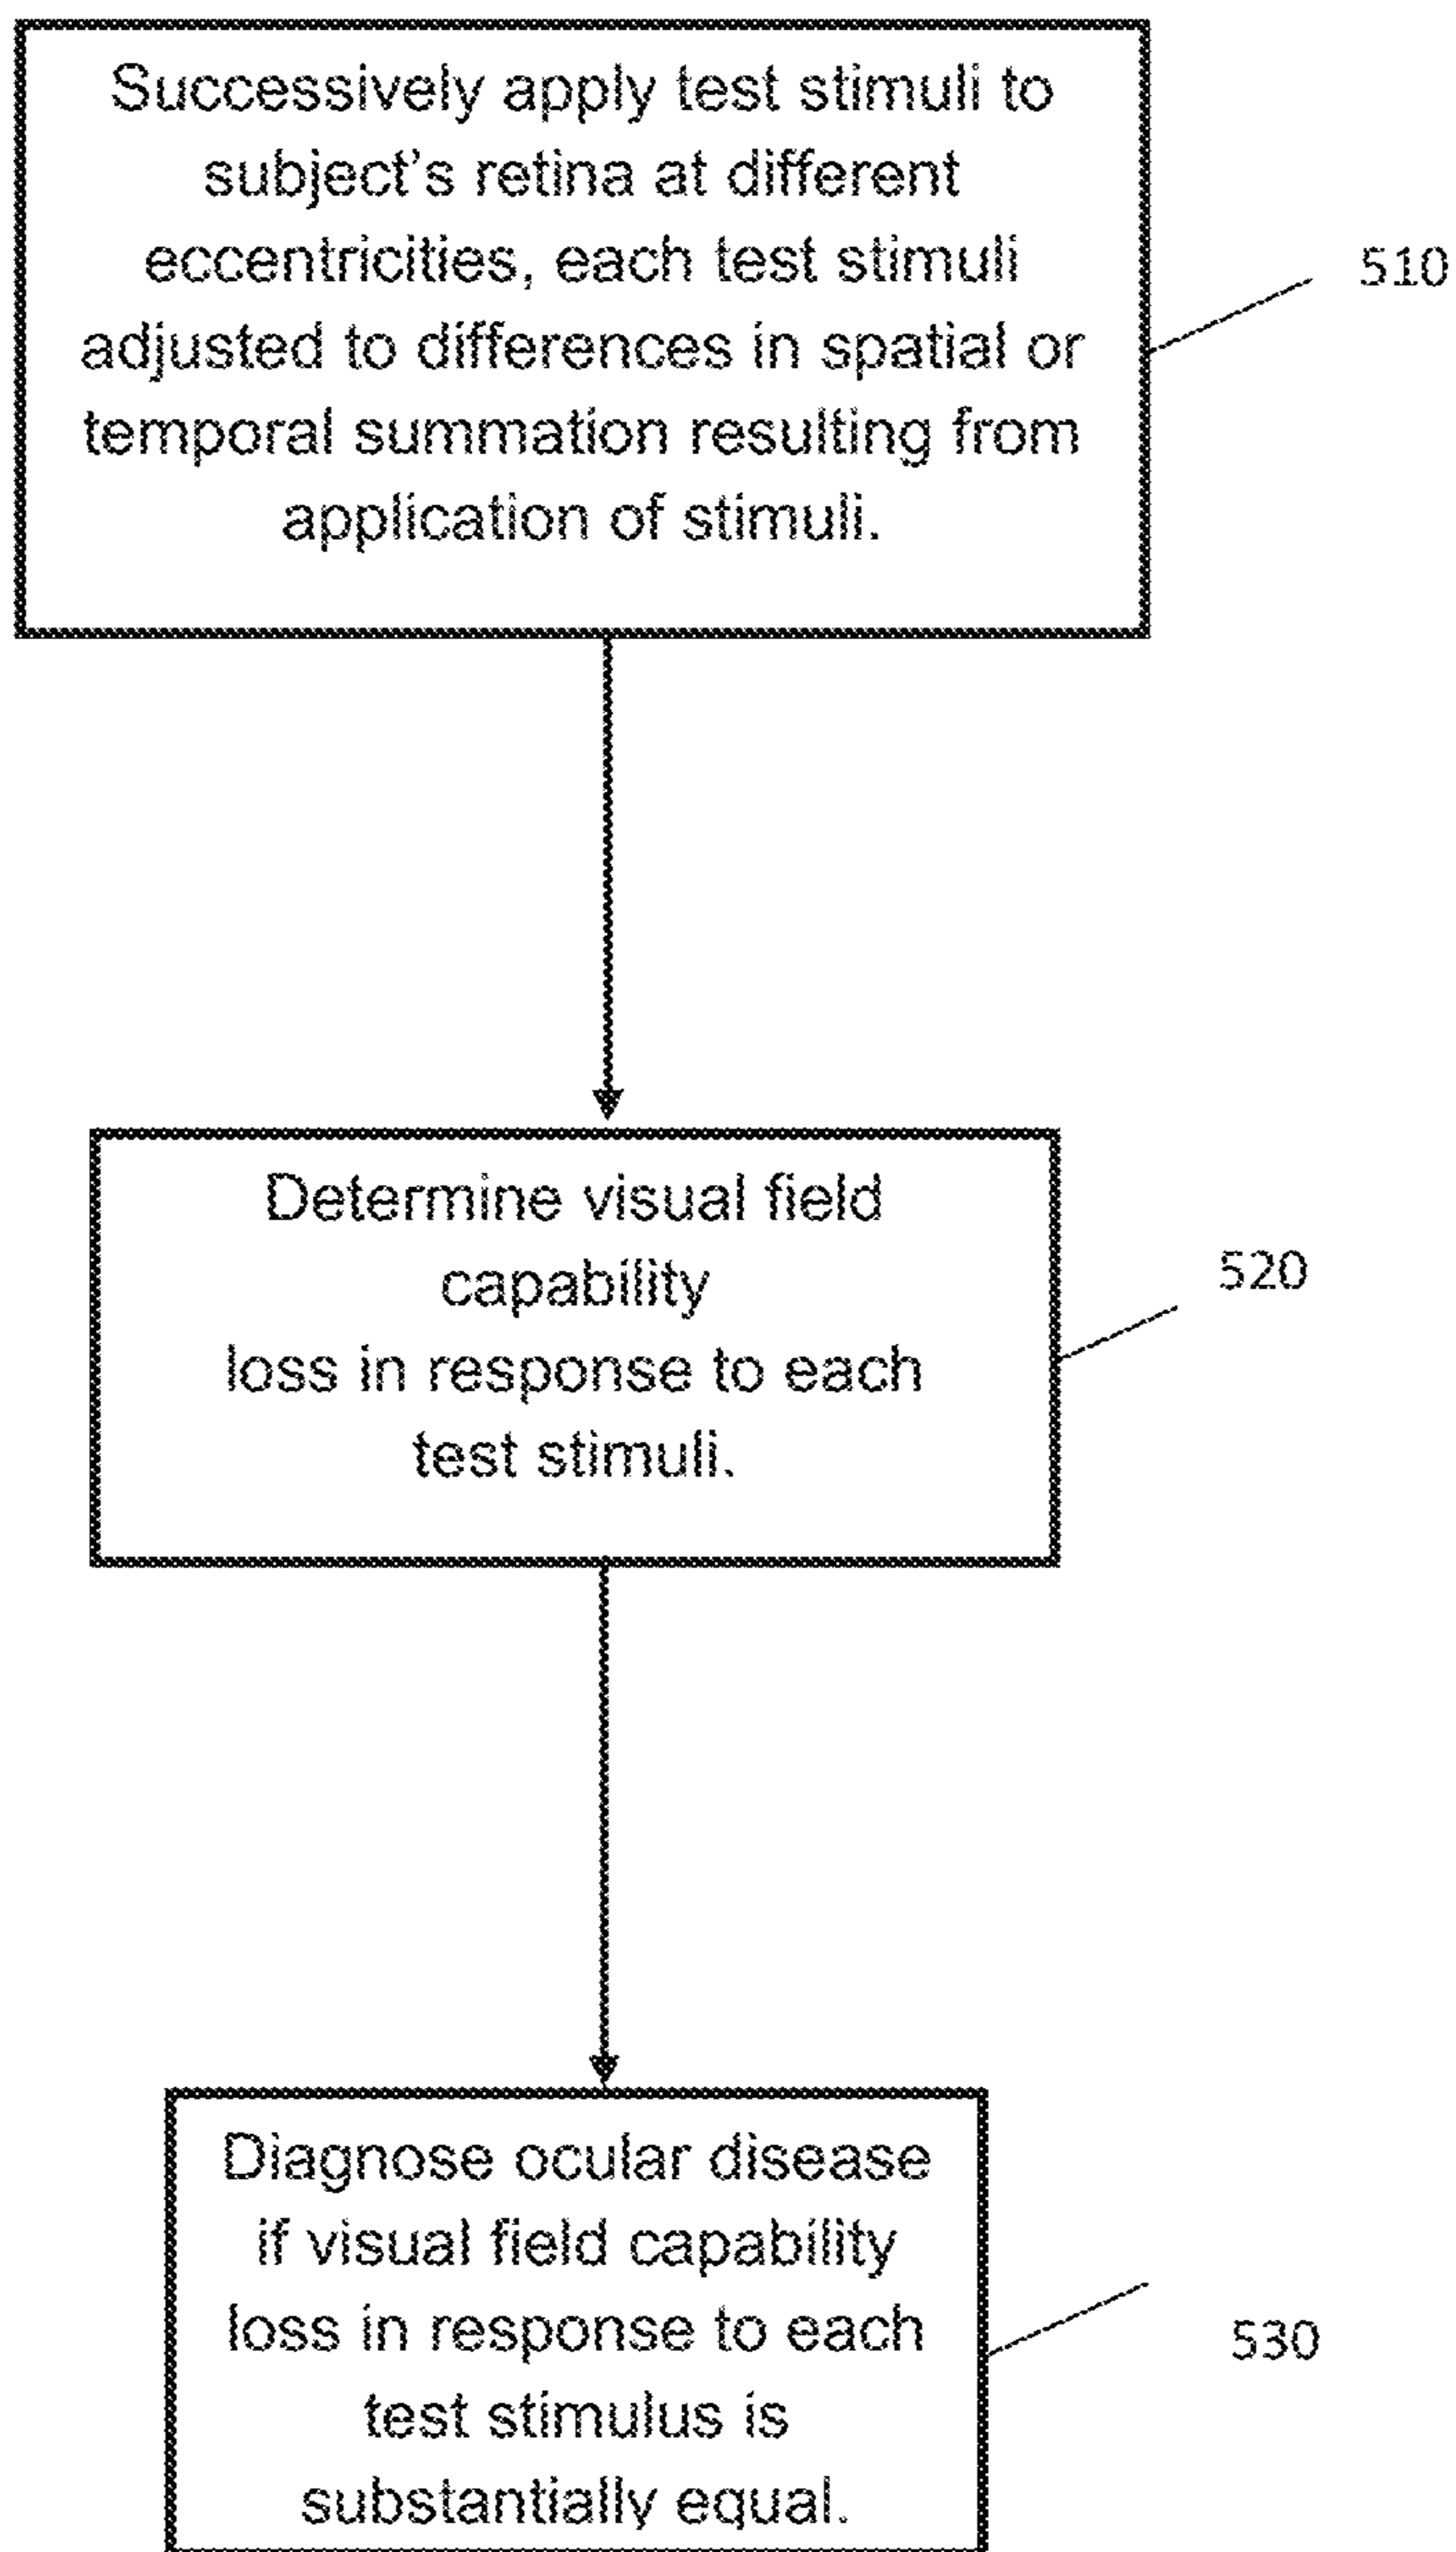 Successively apply test stimuli to
subject's retina at different
eccentricities, each test stimuli
adjusted to differences in spatial or
temporal summation resulting from
application of stimuli.
510
Determine visual field
capability
loss in response to each
test stimuli.
520
Diagnose ocular disease
if visual field capability
loss in response to each
test stimulus is
substantially equal.
530